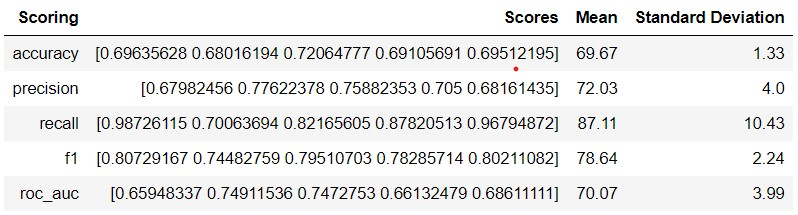 Scoring Scores Mean Standard Deviation
accuracy [0.69635628 0.68016194 0.72064777 0.69105691 0.69512195] 69.67 1.33
precision [0.67982456 0.77622378 0.75882353 0.705 0.68161435] 72.03 4.0
recall [0.98726115 0.70063694 0.82165605 0.87820513 0.96794872] 87.11 10.43
f1 [0.80729167 0.74482759 0.79510703 0.78285714 0.80211082] 78.64 2.24
roc_auc [0.65948337 0.74911536 0.7472753 0.66132479 0.68611111] 70.07 3.99